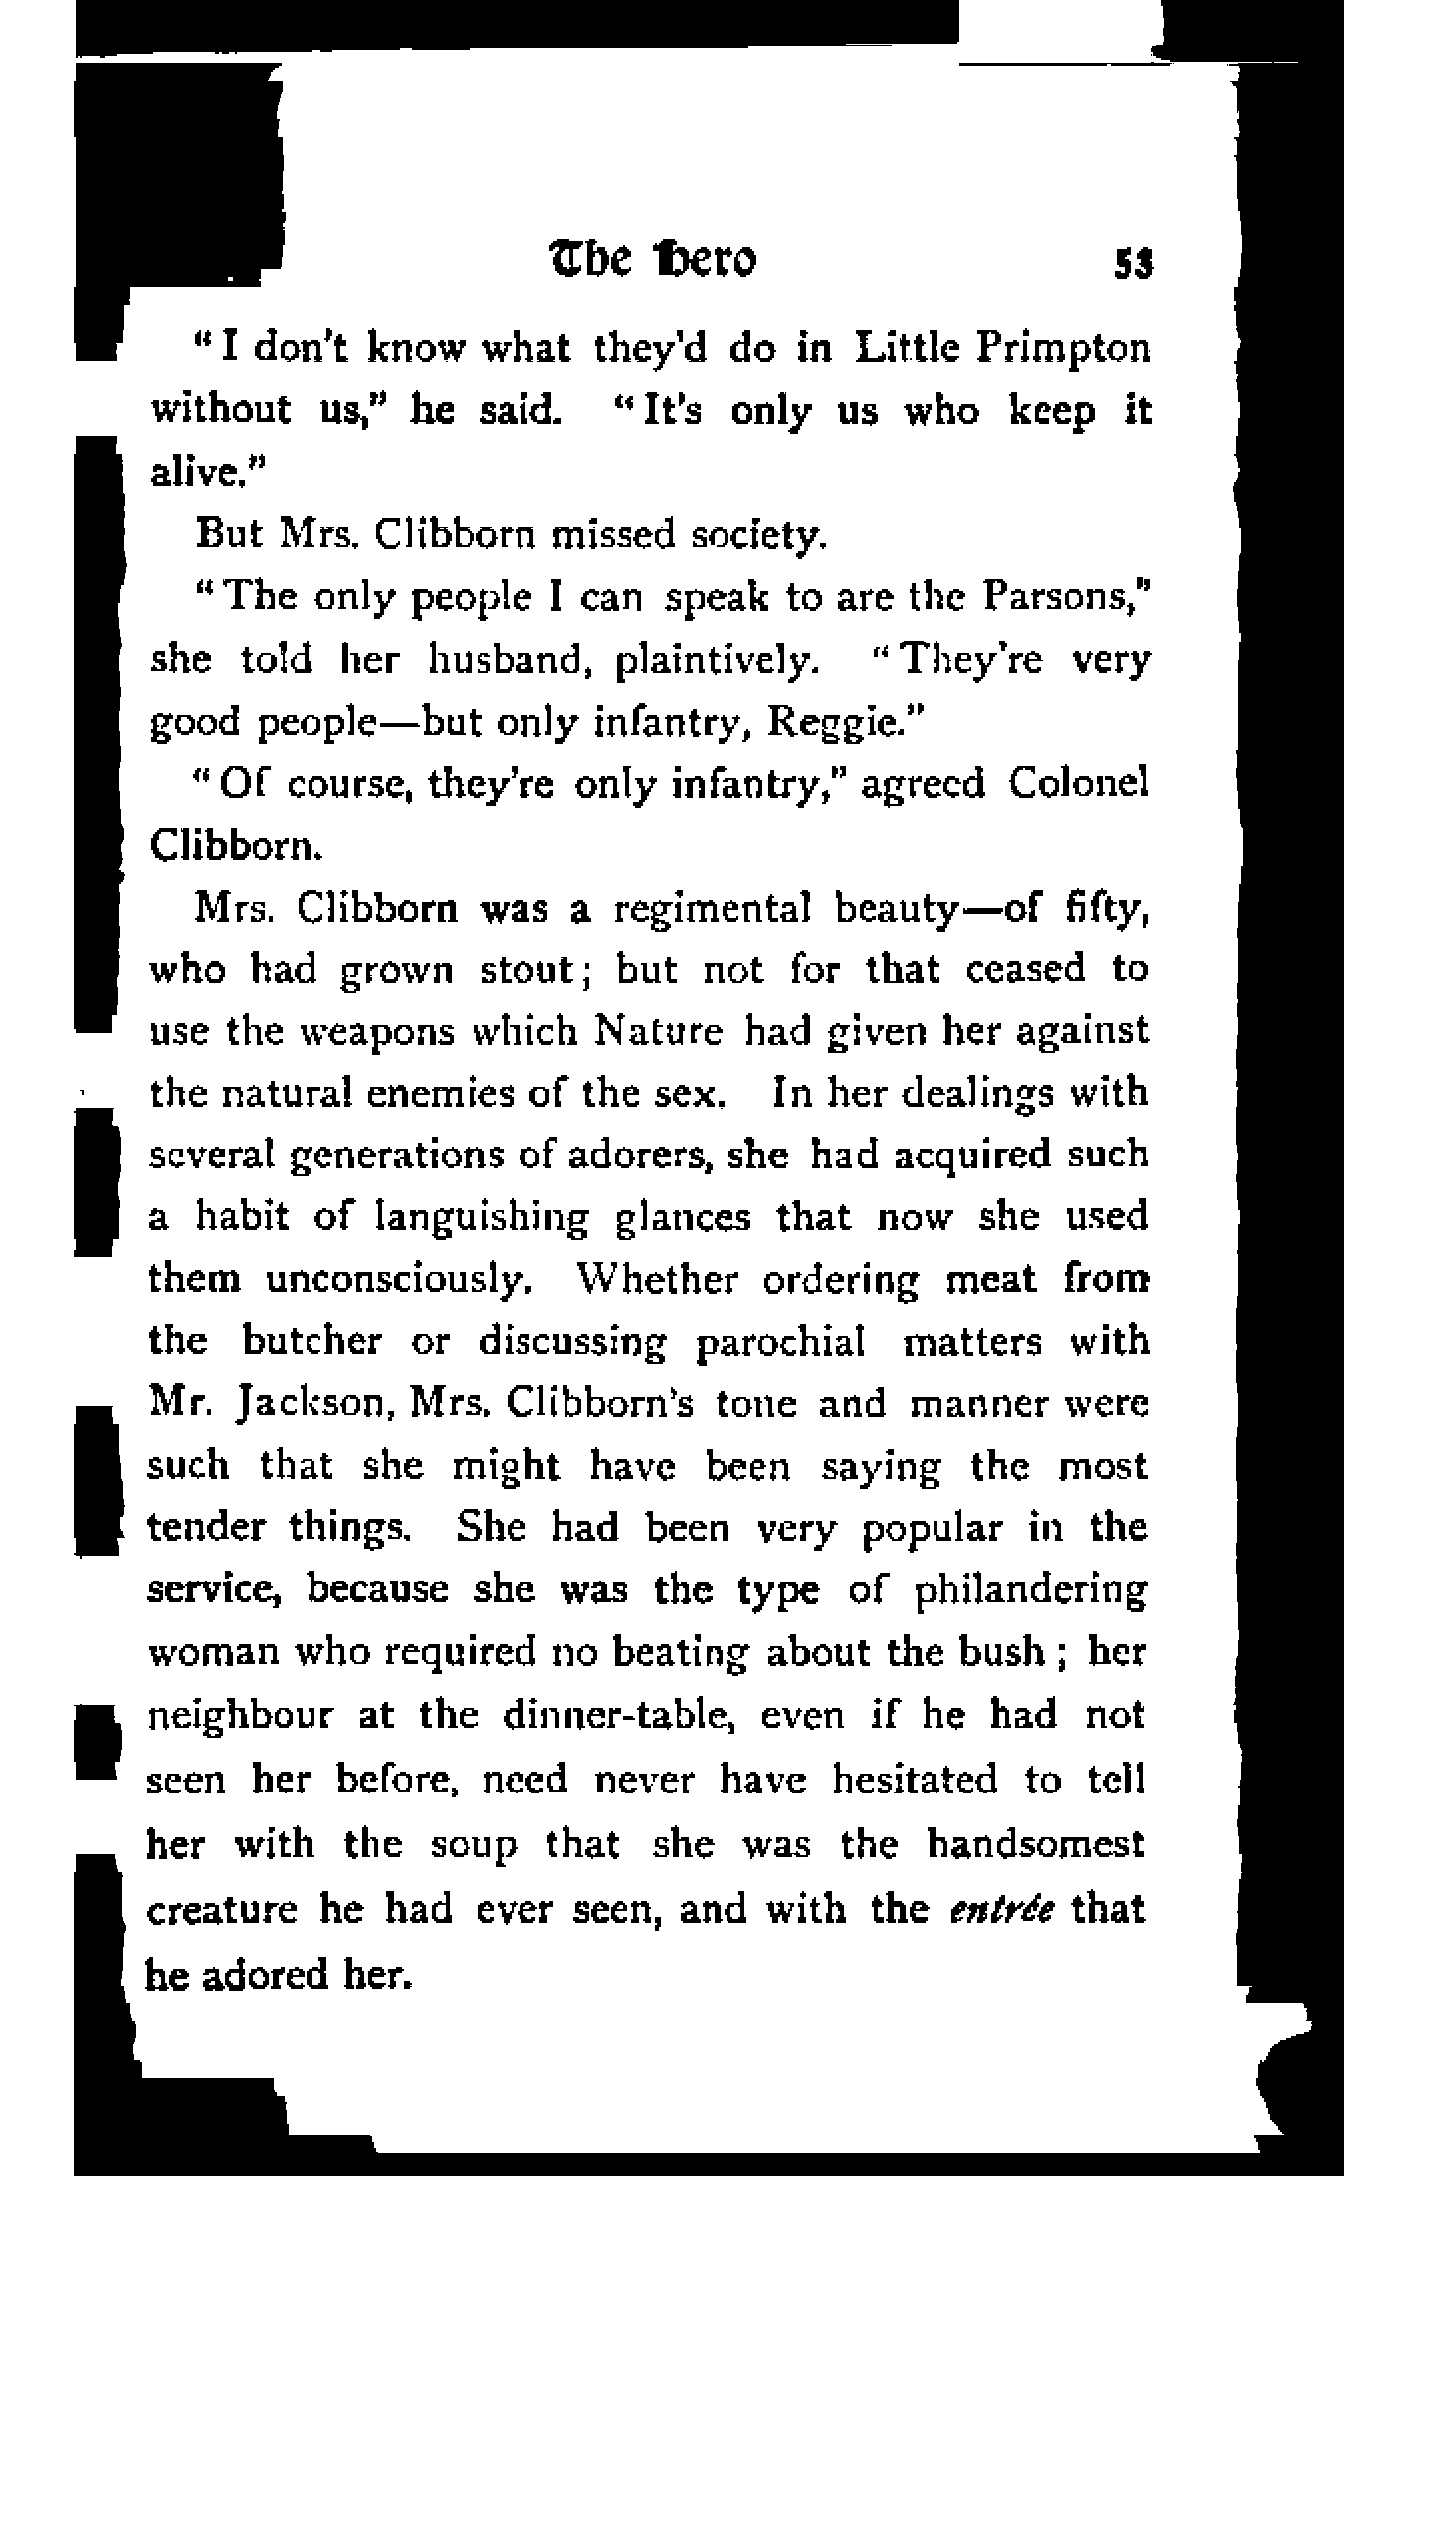 The Hero 53
"I don't know what they'd do in Little Primpton
without us," he said. "It's only us who keep it
alive."
But Mrs. Clibborn missed society.
"The only people I can speak to are the Parsons,"
she told her husband, plaintively. "They're very
good people—but only infantry, Reggie."
"Of course, they're only infantry," agreed Colonel
Clibborn.
Mrs. Clibborn was a regimental beauty—of fifty,
who had grown stout; but not for that ceased to
use the weapons which Nature had given her against
the natural enemies of the sex. In her dealings with
several generations of adorers, she had acquired such
a habit of languishing glances that now she used
them unconsciously. Whether ordering meat from
the butcher or discussing parochial matters with
Mr. Jackson, Mrs. Clibborn's tone and manner were
such that she might have been saying the most
tender things. She had been very popular in the
service, because she was the type of philandering
woman who required no beating about the bush; her
neighbour at the dinner-table, even if he had not
seen her before, need never have hesitated to tell
her with the soup that she was the handsomest
creature he had ever seen, and with the entrée that
he adored her.